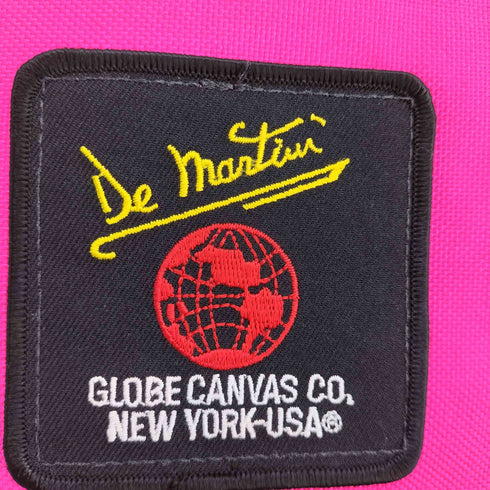 De Martini
GLOBE CANVAS CO.
NEW YORK-USA®